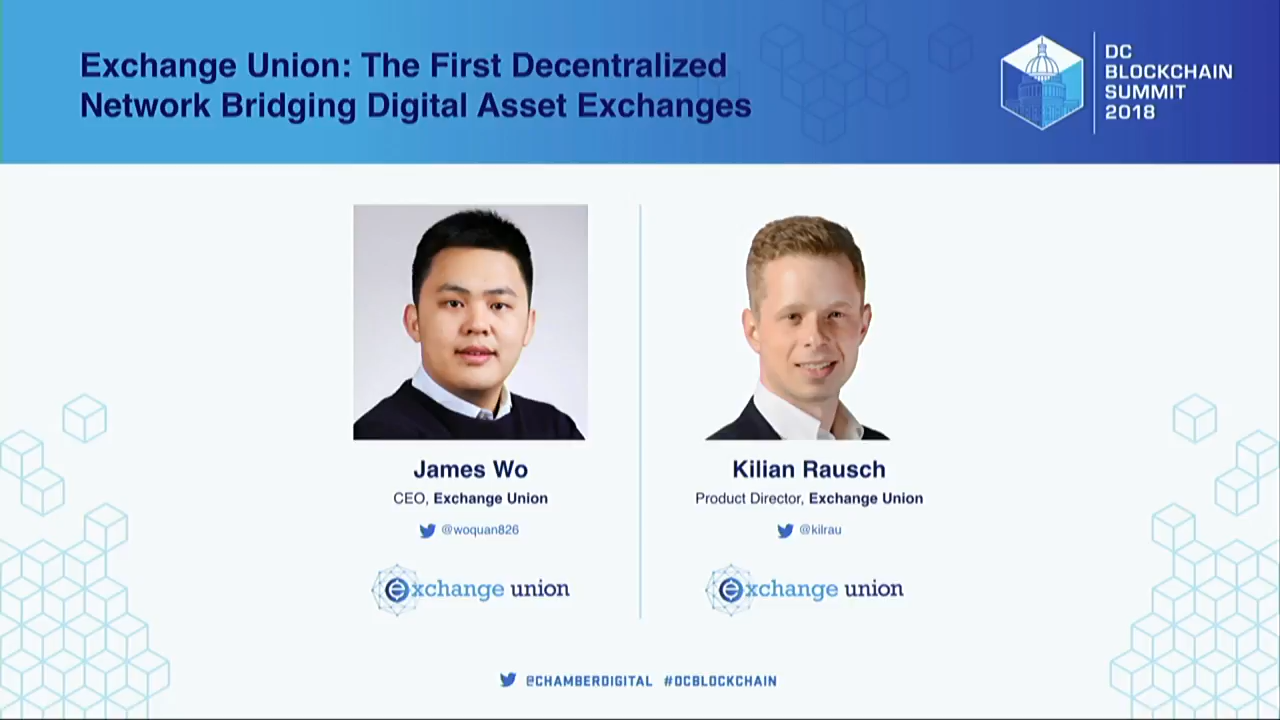 Exchange Union: The First Decentralized
Network Bridging Digital Asset Exchanges
DC
BLOCKCHAIN
SUMMIT
2018
James Wo
CEO, Exchange Union
@woquan826
exchange union
Kilian Rausch
Product Director, Exchange Union
@kilrau
exchange union
@CHAMBERDIGITAL #DCBLOCKCHAIN